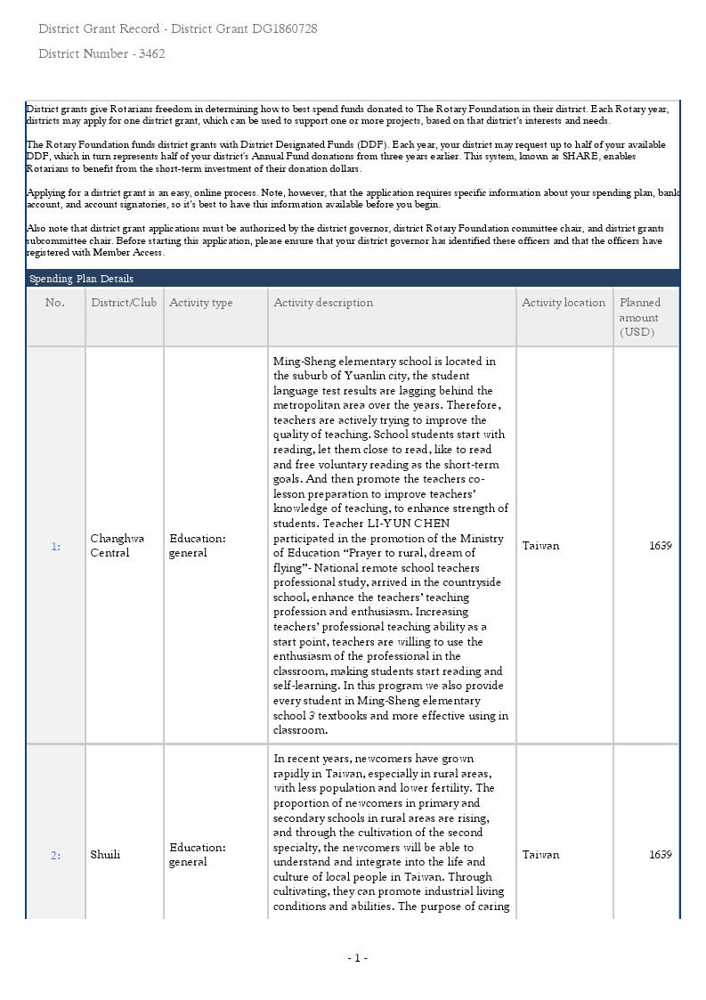 District Grant Record - District Grant DG1860728
District Number - 3462
District grants give Rotarians freedom in determining how to best spend funds donated to The Rotary Foundation in their district. Each Rotary year,
districts may apply for one district grant, which can be used to support one or more projects, based on that district's interests and needs.
The Rotary Foundation funds district grants with District Designated Funds (DDF). Each year, your district may request up to half of your available
DDF, which in turn represents half of your district's Annual Fund donations from three years earlier. This system, known as SHARE, enables
Rotarians to benefit from the short-term investment of their donation dollars.
Applying for a district grant is an easy, online process. Note, however, that the application requires specific information about your spending plan, bank
account, and account signatories, so it's best to have this information available before you begin.
Also note that district grant applications must be authorized by the district governor, district Rotary Foundation committee chair, and district grants
subcommittee chair. Before starting this application, please ensure that your district governor has identified these officers and that the officers have
registered with Member Access.
Spending Plan Details
No.
District/Club
Activity type
Activity description
Activity location
Planned
amount
(USD)
1:
Changhwa
Central
Education:
general
Ming-Sheng elementary school is located in
the suburb of Yuanlin city, the student
language test results are lagging behind the
metropolitan area over the years. Therefore,
teachers are actively trying to improve the
quality of teaching. School students start with
reading, let them close to read, like to read
and free voluntary reading as the short-term
goals. And then promote the teachers co-
lesson preparation to improve teachers’
knowledge of teaching, to enhance strength of
students. Teacher LI-YUN CHEN
participated in the promotion of the Ministry
of Education “Prayer to rural, dream of
flying”- National remote school teachers
professional study, arrived in the countryside
school, enhance the teachers’ teaching
profession and enthusiasm. Increasing
teachers’ professional teaching ability as a
start point, teachers are willing to use the
enthusiasm of the professional in the
classroom, making students start reading and
self-learning. In this program we also provide
every student in Ming-Sheng elementary
school 3 textbooks and more effective using in
classroom.
Taiwan
1639
2:
Shuili
Education:
general
In recent years, newcomers have grown
rapidly in Taiwan, especially in rural areas,
with less population and lower fertility. The
proportion of newcomers in primary and
secondary schools in rural areas are rising,
and through the cultivation of the second
specialty, the newcomers will be able to
understand and integrate into the life and
culture of local people in Taiwan. Through
cultivating, they can promote industrial living
conditions and abilities. The purpose of caring
Taiwan
1639
- 1 -